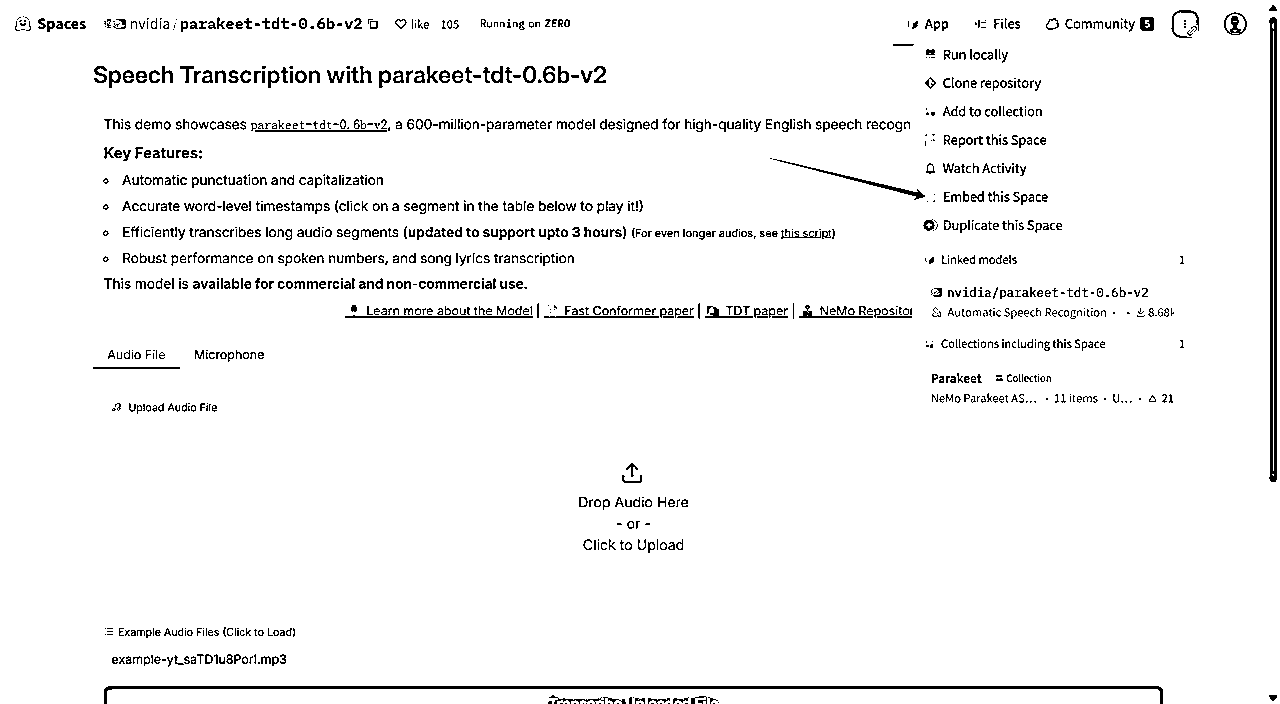 Spaces nvidia/parakeet-tdt-0.6b-v2 like 105 Running on ZERO App Files Community 5
Run locally
Clone repository
Add to collection
Report this Space
Watch Activity
Embed this Space
Duplicate this Space
Linked models 1
nvidia/parakeet-tdt-0.6b-v2
Automatic Speech Recognition · · 8.68k
Collections including this Space 1
Parakeet Collection
NeMo Parakeet AS... · 11 items · U... · 21
Speech Transcription with parakeet-tdt-0.6b-v2
This demo showcases parakeet-tdt-0.6b-v2, a 600-million-parameter model designed for high-quality English speech recogn
Key Features:
Automatic punctuation and capitalization
Accurate word-level timestamps (click on a segment in the table below to play it!)
Efficiently transcribes long audio segments (updated to support upto 3 hours) (For even longer audios, see this script)
Robust performance on spoken numbers, and song lyrics transcription
This model is available for commercial and non-commercial use.
Learn more about the Model | Fast Conformer paper | TDT paper | NeMo Repositor
Audio File Microphone
Upload Audio File
Drop Audio Here
- or -
Click to Upload
Example Audio Files (Click to Load)
example-yt_saTD1u8PorI.mp3
Transcribe Uploaded File